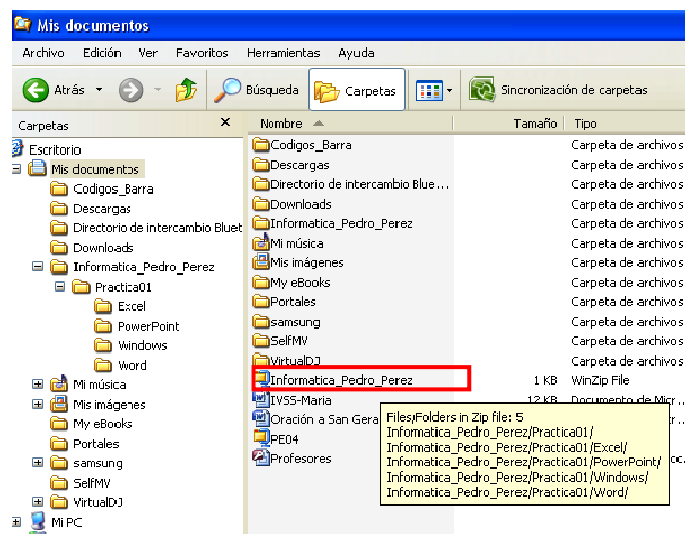 Mis documentos
Archivo Edición Ver Favoritos Herramientas Ayuda
Atrás Búsqueda Carpetas Sincronización de carpetas
Carpetas x
Escritorio
Mis documentos
Codigos_Barra
Descargas
Directorio de intercambio Bluet
Downloads
Informatica_Pedro_Perez
Practica01
Excel
PowerPoint
Windows
Word
Mi música
Mis imágenes
My eBooks
Portales
samsung
SelfMV
VirtualDJ
Mi PC
Nombre Tamaño Tipo
Codigos_Barra Carpeta de archivos
Descargas Carpeta de archivos
Directorio de intercambio Blue... Carpeta de archivos
Downloads Carpeta de archivos
Informatica_Pedro_Perez Carpeta de archivos
Mi música Carpeta de archivos
Mis imágenes Carpeta de archivos
My eBooks Carpeta de archivos
Portales Carpeta de archivos
samsung Carpeta de archivos
SelfMV Carpeta de archivos
VirtualDJ Carpeta de archivos
Informatica_Pedro_Perez 1 KB WinZip File
IVSS-Maria 12 KB Documento de Micr...
Oración a San Gera
PE04
Profesores
Files/Folders in Zip file: 5
Informatica_Pedro_Perez/Practica01/
Informatica_Pedro_Perez/Practica01/Excel/
Informatica_Pedro_Perez/Practica01/PowerPoint/
Informatica_Pedro_Perez/Practica01/Windows/
Informatica_Pedro_Perez/Practica01/Word/